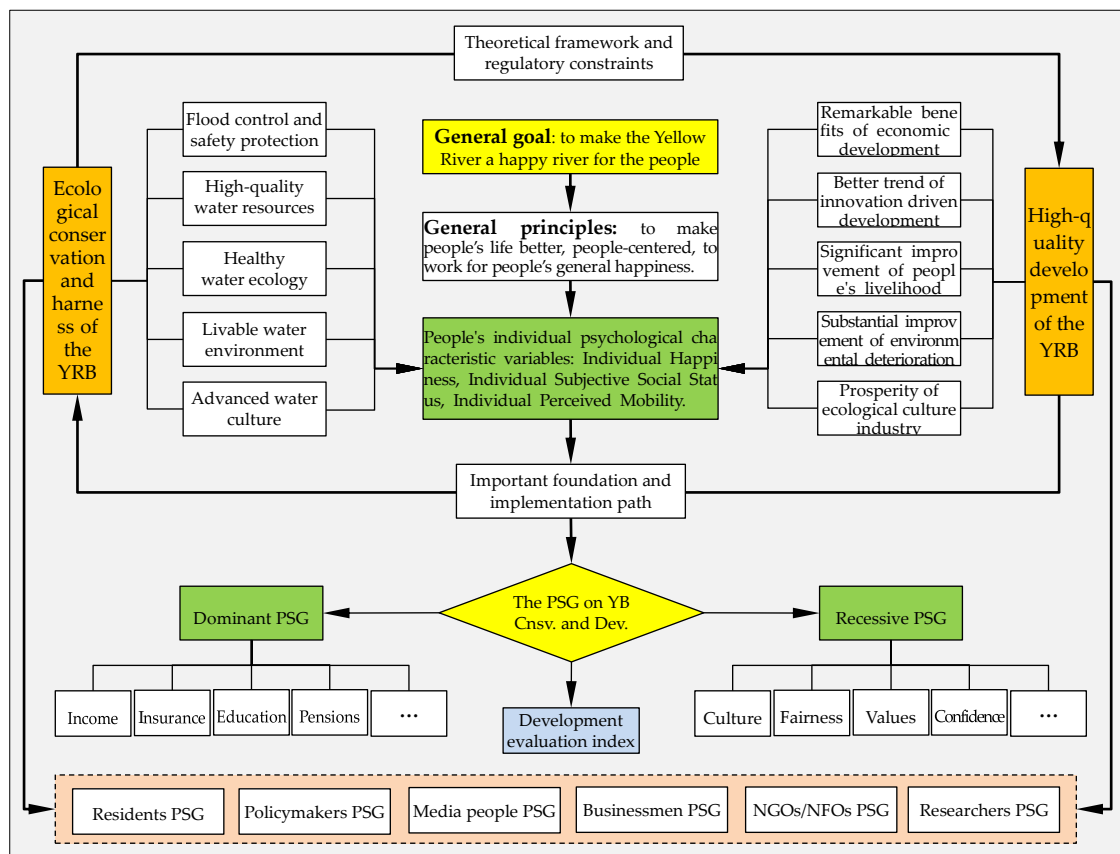 Theoretical framework and
regulatory constraints
Flood control and
safety protection
High-quality
water resources
Healthy
water ecology
Livable water
environment
Advanced water
culture
Ecolo
gical con
servation
and
harne
ss of
the
YRB
General goal: to make the Yellow
River a happy river for the people
General principles: to make
people's life better, people-centered, to
work for people's general happiness.
People's individual psychological cha
racteristic variables: Individual Happi
ness, Individual Subjective Social Stat
us, Individual Perceived Mobility.
Remarkable bene
fits of economic
development
Better trend of
innovation driven
development
Significant impro
vement of peopl
e's livelihood
Substantial improv
ement of environm
ental deterioration
Prosperity of
ecological culture
industry
High-q
uality
develo
pment
of the
YRB
Important foundation and
implementation path
The PSG on YB
Cnsv. and Dev.
Dominant PSG
Income
Insurance
Education
Pensions
...
Recessive PSG
Culture
Fairness
Values
Confidence
...
Development
evaluation index
Residents PSG
Policymakers PSG
Media people PSG
Businessmen PSG
NGOs/NFOs PSG
Researchers PSG